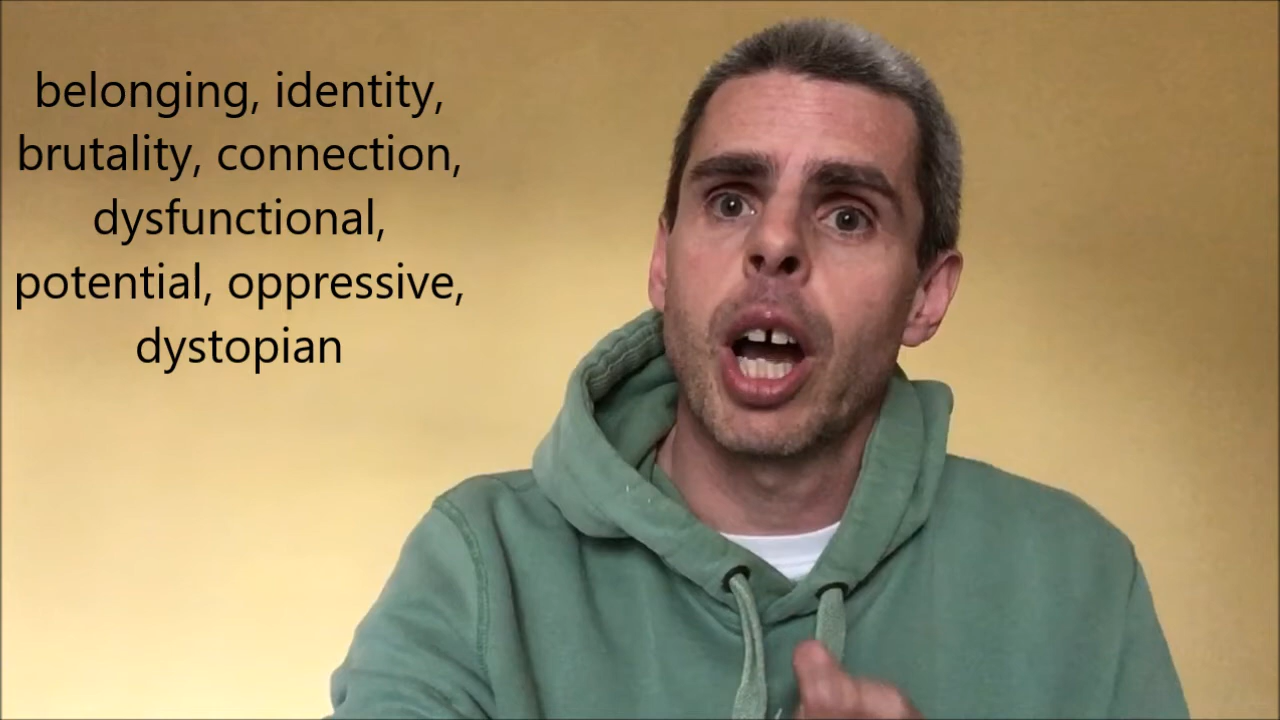 belonging, identity,
brutality, connection,
dysfunctional,
potential, oppressive,
dystopian